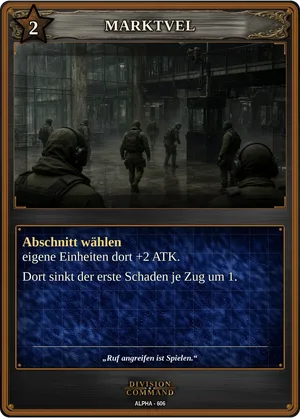 2
MARKTVEL
Abschnitt wählen
eigene Einheiten dort +2 ATK.
Dort sinkt der erste Schaden je Zug um 1.
„Ruf angreifen ist Spielen.“
DIVISION
COMMAND
ALPHA - 606